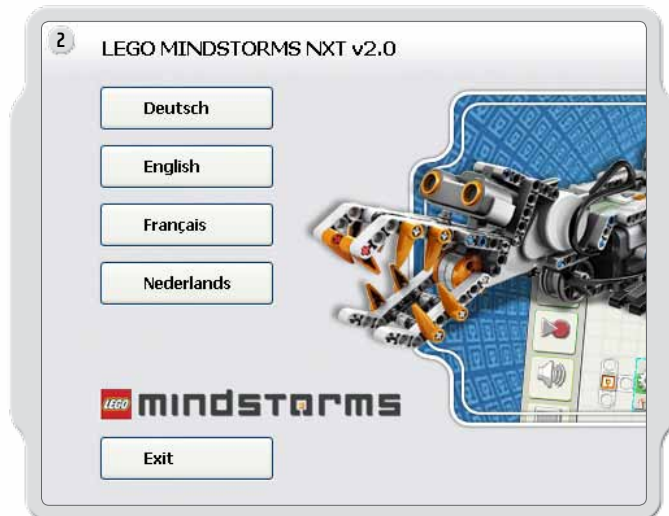 2
LEGO MINDSTORMS NXT v2.0
Deutsch
English
Français
Nederlands
LEGO mindstorms
Exit